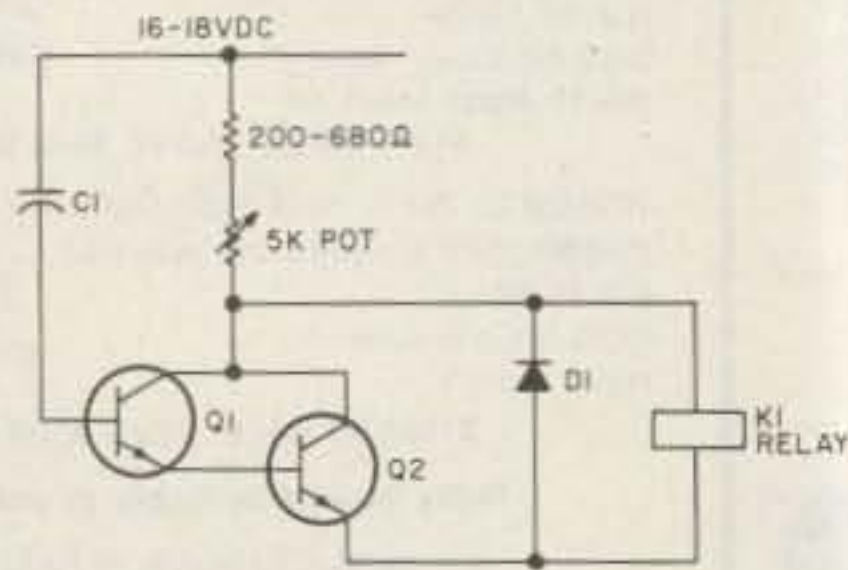 16-18VDC
200-680Ω
C1
5K POT
D1
Q1
K1
RELAY
Q2